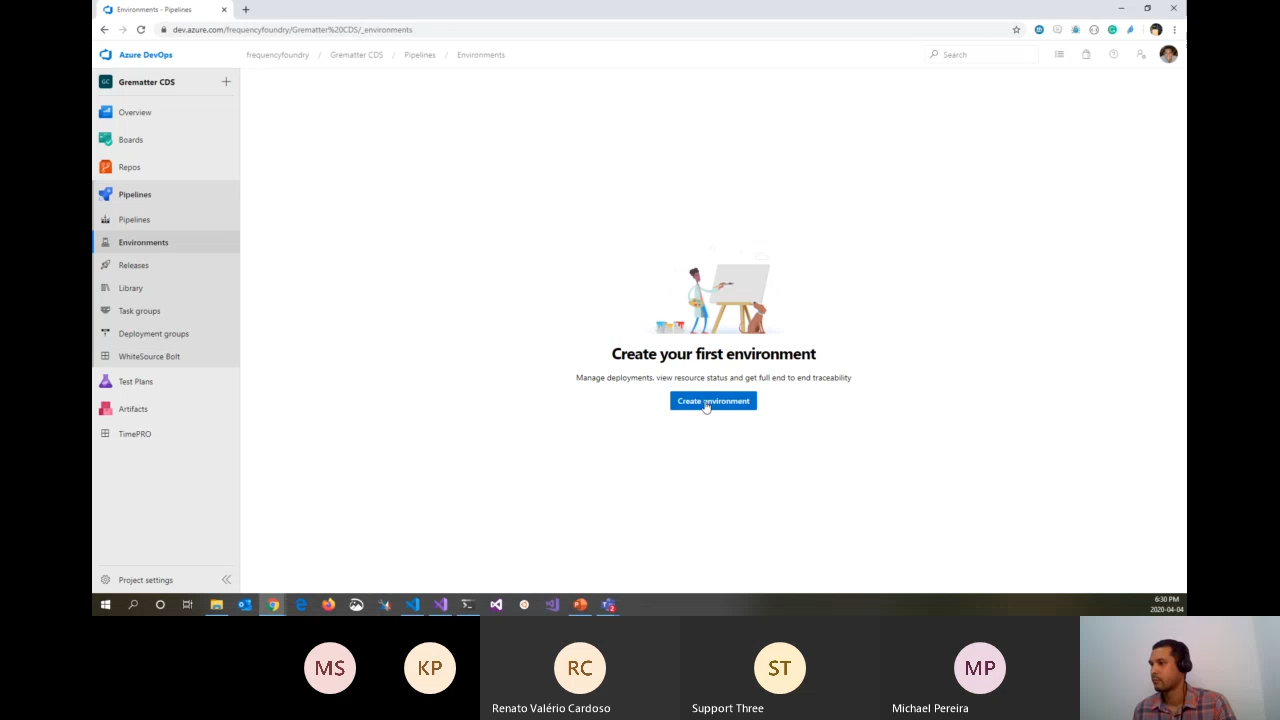 Environments - Pipelines
dev.azure.com/frequencyfoundry/Grematter%20CDS/_environments
Azure DevOps
frequencyfoundry / Grematter CDS / Pipelines / Environments
Search
GC Grematter CDS
Overview
Boards
Repos
Pipelines
Pipelines
Environments
Releases
Library
Task groups
Deployment groups
WhiteSource Bolt
Test Plans
Artifacts
TimePRO
Create your first environment
Manage deployments, view resource status and get full end to end traceability
Create environment
Project settings
6:30 PM
2020-04-04
MS
KP
RC
ST
MP
Renato Valério Cardoso
Support Three
Michael Pereira